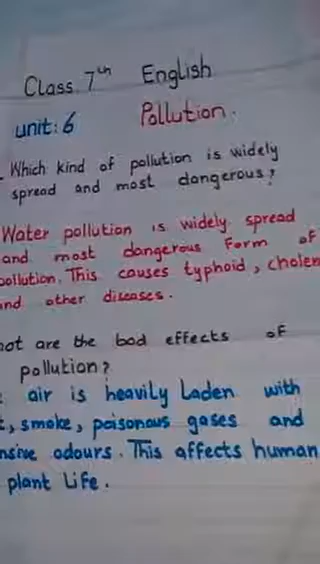 Class 7th English
unit: 6 Pollution.
Which kind of pollution is widely
spread and most dangerous?
Water pollution is widely spread
and most dangerous Form of
pollution. This causes typhoid, choler
and other diseases.
are the bad effects of
pollution?
air is heavily Laden with
, smoke, poisonous gases and
odours. This affects human
plant Life.